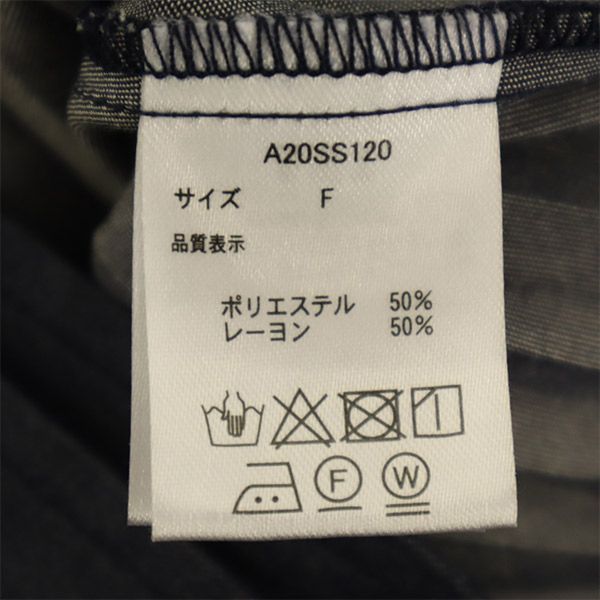 A20SS120
サイズ F
品質表示
ポリエステル 50%
レーヨン 50%
F W